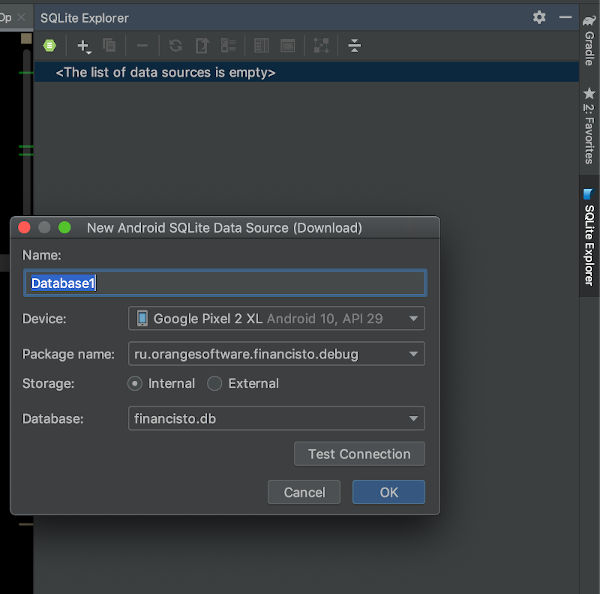 Op
SQLite Explorer
<The list of data sources is empty>
New Android SQLite Data Source (Download)
Name:
Database1
Device:
Google Pixel 2 XL Android 10, API 29
Package name:
ru.orangesoftware.financisto.debug
Storage:
Internal
External
Database:
financisto.db
Test Connection
Cancel
OK
Gradle
2: Favorites
SQLite Explorer